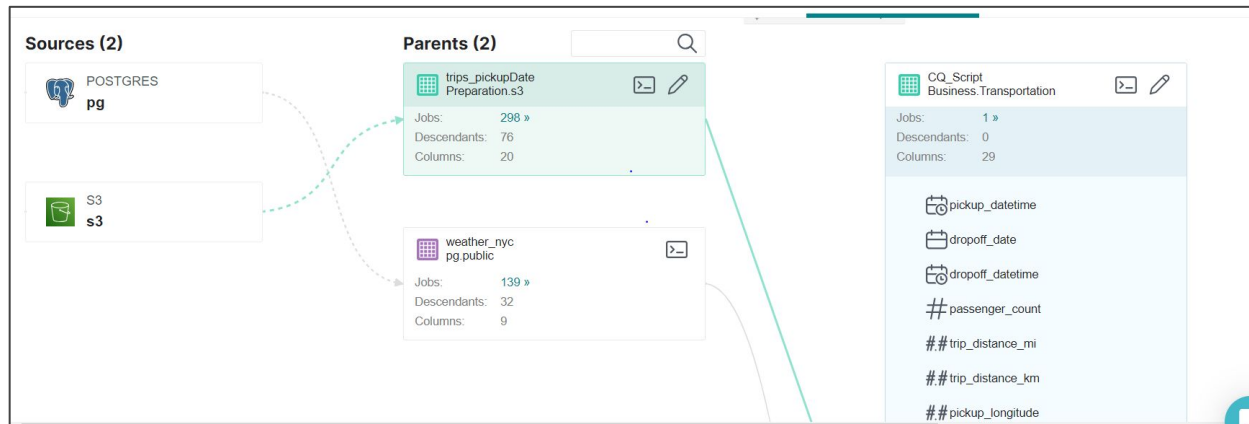 Sources (2)
POSTGRES
pg
S3
s3
Parents (2)
trips_pickupDate
Preparation.s3
Jobs: 298 »
Descendants: 76
Columns: 20
weather_nyc
pg.public
Jobs: 139 »
Descendants: 32
Columns: 9
CQ_Script
Business.Transportation
Jobs: 1 »
Descendants: 0
Columns: 29
pickup_datetime
dropoff_date
dropoff_datetime
# passenger_count
#.# trip_distance_mi
#.# trip_distance_km
#.# pickup_longitude